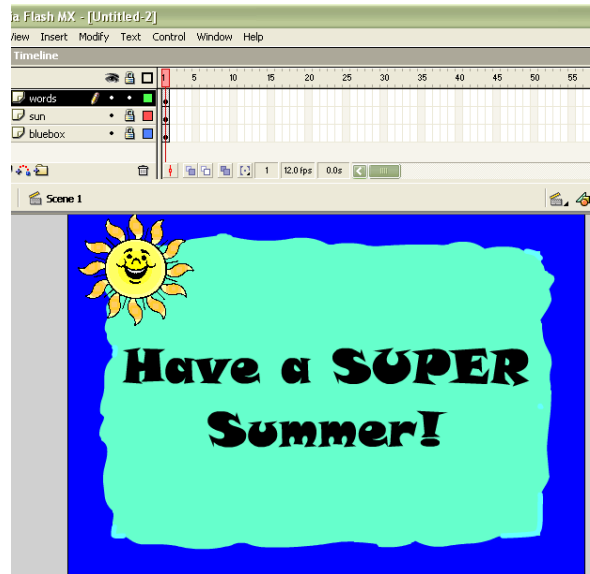 ia Flash MX - [Untitled-2]
View Insert Modify Text Control Window Help
Timeline
1 5 10 15 20 25 30 35 40 45 50 55
words
sun
bluebox
1 12.0 fps 0.0s
Scene 1
Have a SUPER
Summer!